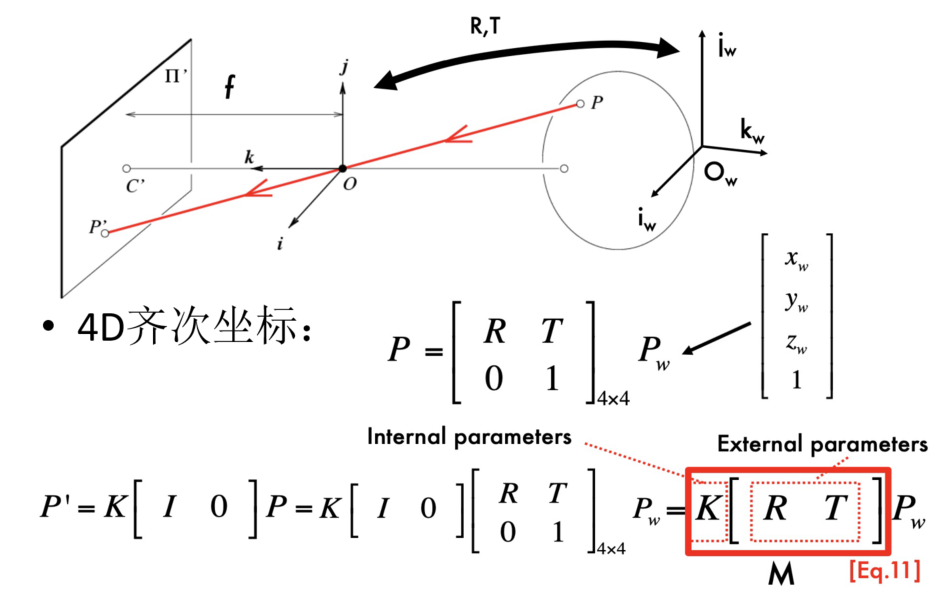 R,T
Π'
f
j
j_w
P
k
k_w
C'
O
O_w
P'
i
i_w
• 4D齐次坐标：
P = [ R T ; 0 1 ]_{4×4} P_w
[ x_w ; y_w ; z_w ; 1 ]
Internal parameters
External parameters
P' = K [ I 0 ] P = K [ I 0 ] [ R T ; 0 1 ]_{4×4} P_w = K [ R T ] P_w
M
[Eq.11]